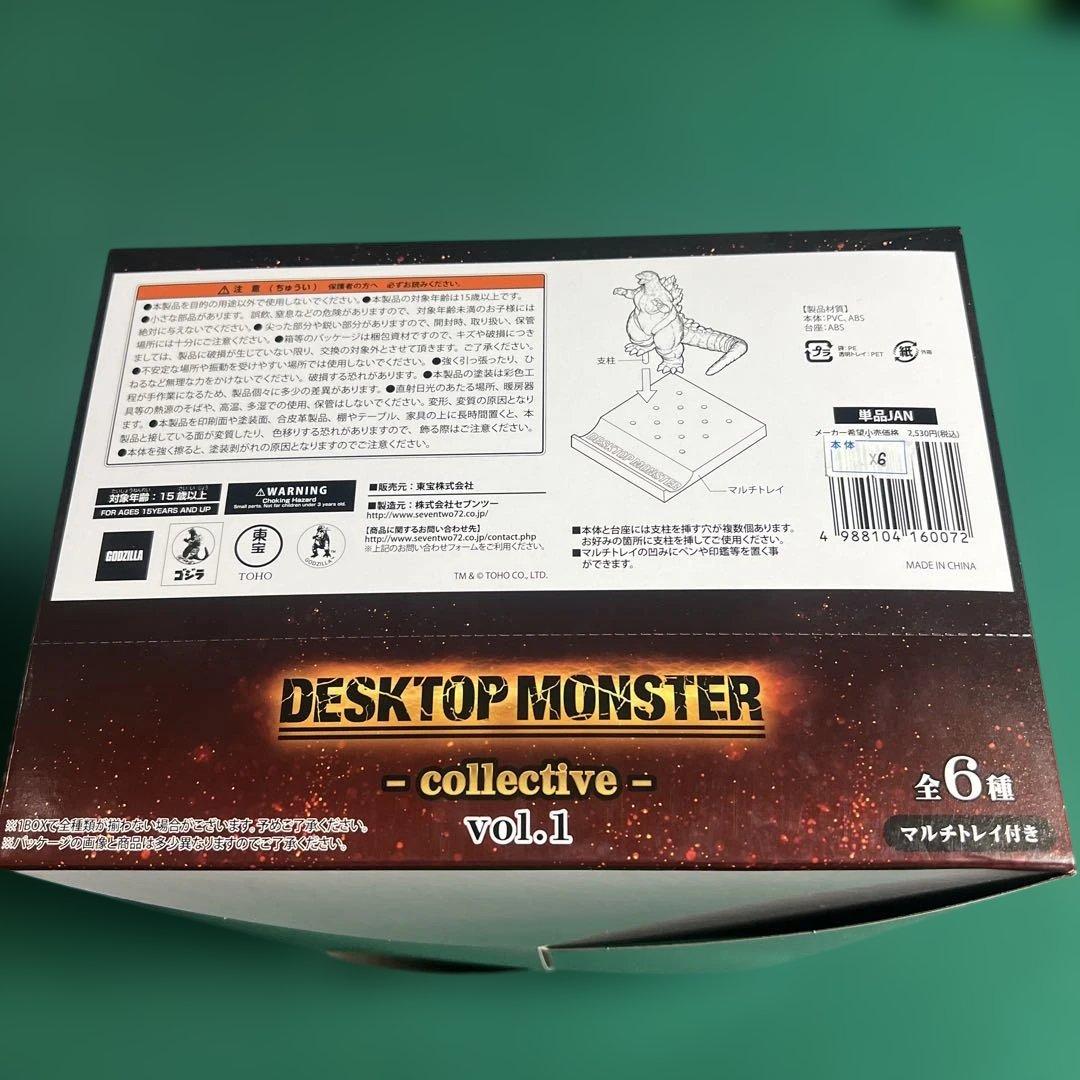 ⚠ 注意(ちゅうい) 保護者の方へ 必ずお読みください。
●本製品を目的の用途以外で使用しないでください。●本製品の対象年齢は15歳以上です。
●小さな部品があります。誤飲、窒息などの危険がありますので、対象年齢未満のお子様には
絶対に与えないでください。●尖った部分や鋭い部分がありますので、開封時、取り扱い、保管
場所には十分にご注意ください。●箱等のパッケージは梱包資材ですので、キズや破損につき
ましては、製品に破損が生じていない限り、交換の対象外とさせて頂きます。ご了承ください。
●不安定な場所や振動を受けやすい場所では使用しないでください。●強く引っ張ったり、ひ
ねるなど無理な力をかけないでください。破損する恐れがあります。●本製品の塗装は彩色工
程が手作業になるため、製品個々に多少の差異があります。●直射日光のあたる場所、暖房器
具等の熱源のそばや、高温、多湿での使用、保管はしないでください。変形、変質の原因となり
ます。●本製品を印刷面や塗装面、合皮革製品、棚やテーブル、家具の上に長時間置くと、本
製品と接している面が変質したり、色移りする恐れがありますので、飾る際はご注意ください。
●本体を強く擦ると、塗装剥がれの原因となりますのでご注意ください。
たいしょうねんれい さいいじょう
対象年齢:15歳以上
FOR AGES 15YEARS AND UP
⚠WARNING
Choking Hazard
Small parts. Not for children under 3 years old.
GODZILLA
ゴジラ
東宝
TOHO
GODZILLA
■販売元:東宝株式会社
■製造元:株式会社セブンツー
http://www.seventwo72.co.jp/
【商品に関するお問い合わせ先】
http://www.seventwo72.co.jp/contact.php
※上記のお問い合わせフォームをご利用ください。
TM & © TOHO CO., LTD.
支柱
DESKTOP MONSTER
マルチトレイ
■本体と台座には支柱を挿す穴が複数個あります。
お好みの箇所に支柱を挿してご使用ください。
■マルチトレイの凹みにペンや印鑑等を置く事
ができます。
【製品材質】
本体:PVC, ABS
台座:ABS
プラ
袋:PE
透明トレイ:PET
紙
外箱
単品JAN
メーカー希望小売価格 2,530円(税込)
本体
×6
4 988104 160072
MADE IN CHINA
DESKTOP MONSTER
- collective -
vol.1
全6種
マルチトレイ付き
※1BOXで全種類が揃わない場合がございます。予めご了承ください。
※パッケージの画像と商品は多少異なりますのでご了承ください。